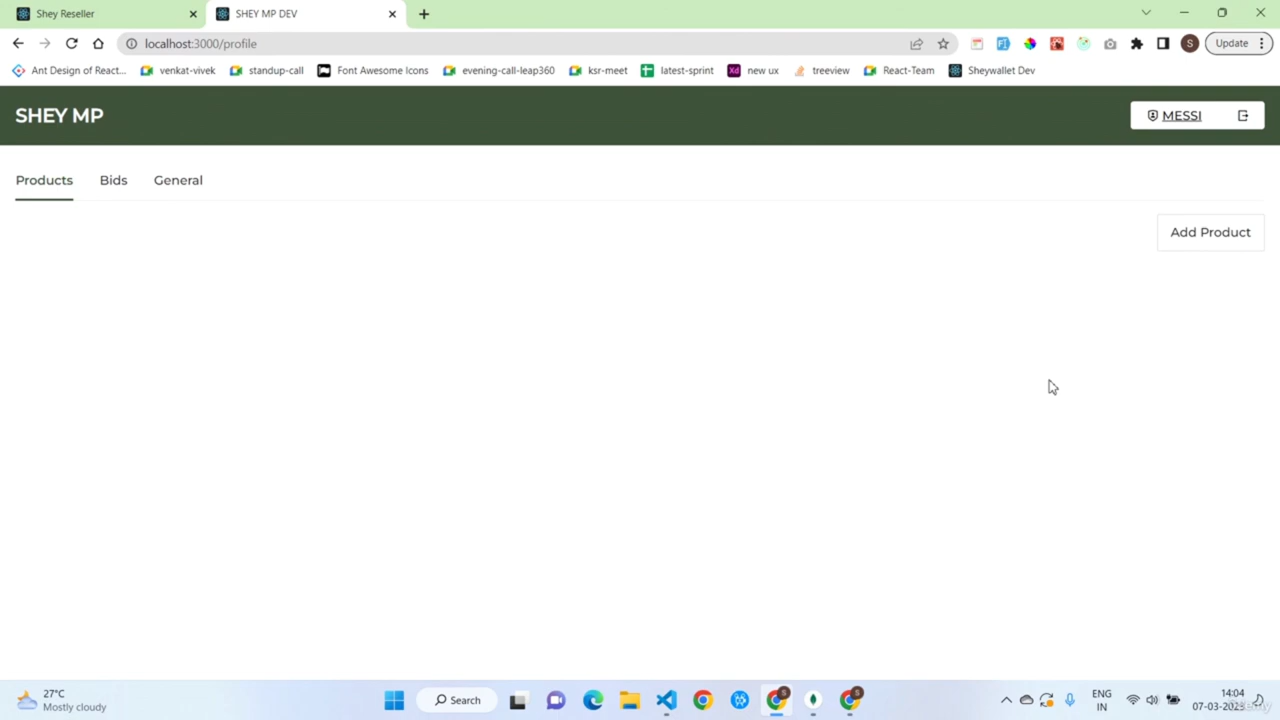 Shey Reseller
SHEY MP DEV
localhost:3000/profile
S
Update
Ant Design of React...
venkat-vivek
standup-call
Font Awesome Icons
evening-call-leap360
ksr-meet
latest-sprint
Xd new ux
treeview
React-Team
Sheywallet Dev
SHEY MP
MESSI
Products
Bids
General
Add Product
27°C
Mostly cloudy
Search
ENG
IN
14:04
07-03-2023